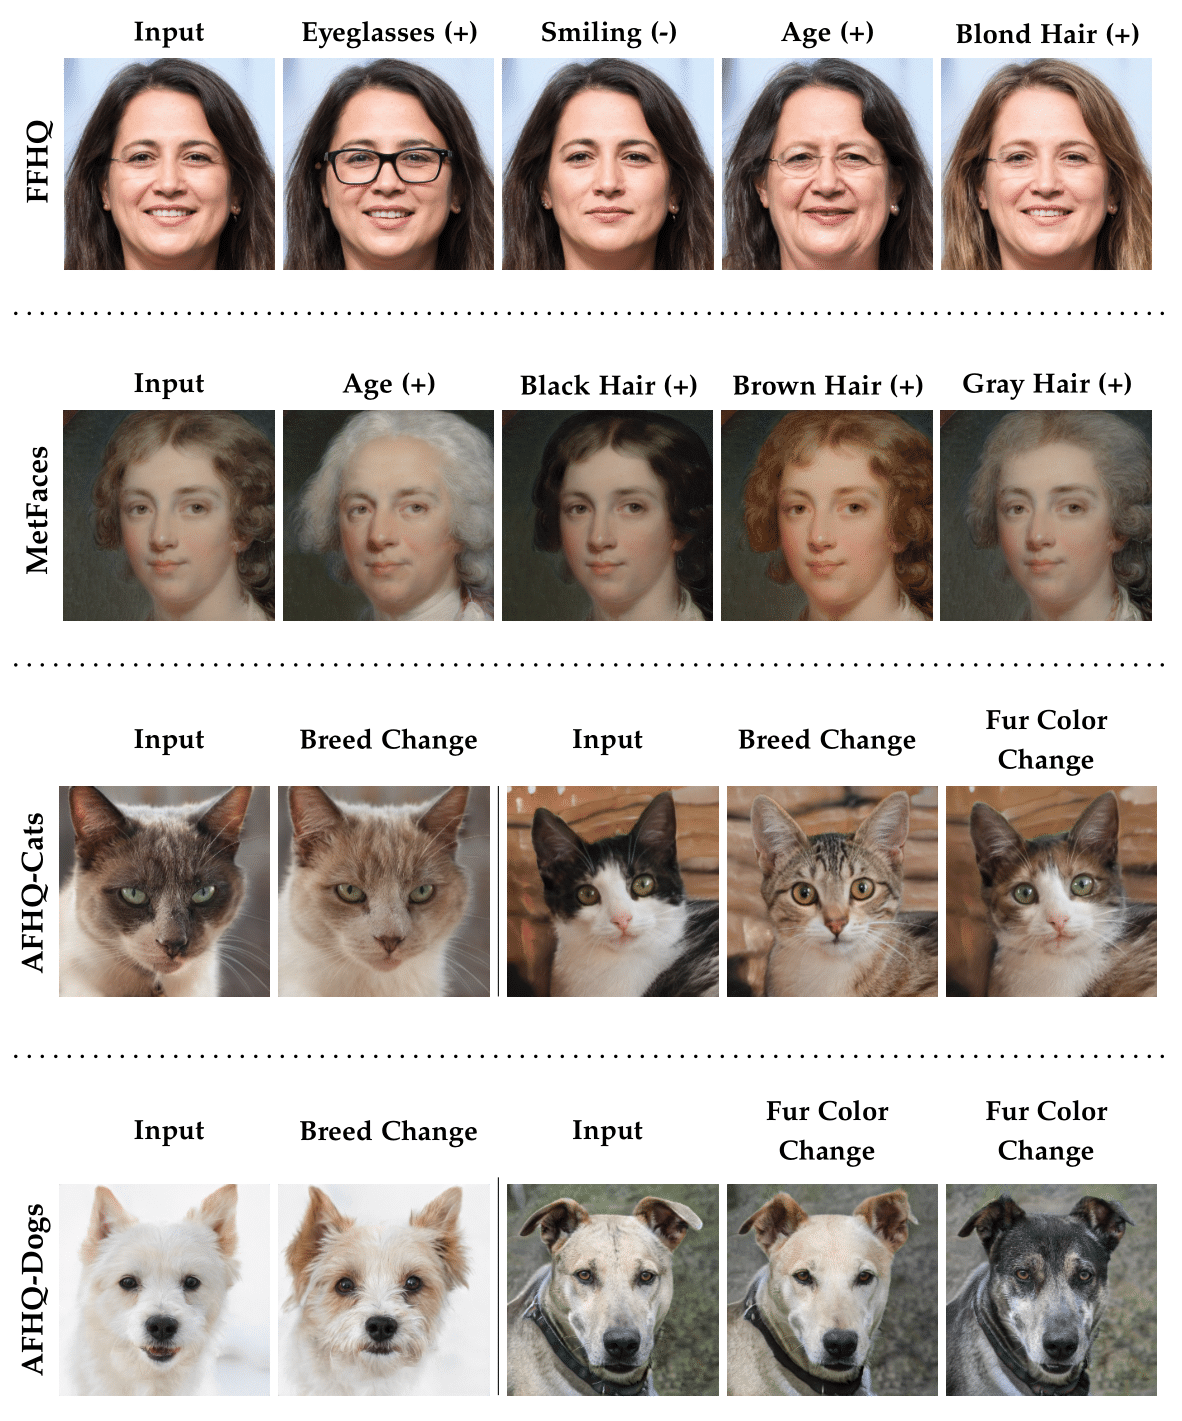 Input Eyeglasses (+) Smiling (-) Age (+) Blond Hair (+)
FFHQ
Input Age (+) Black Hair (+) Brown Hair (+) Gray Hair (+)
MetFaces
Input Breed Change Input Breed Change Fur Color
Change
AFHQ-Cats
Input Breed Change Input Fur Color Fur Color
Change Change
AFHQ-Dogs